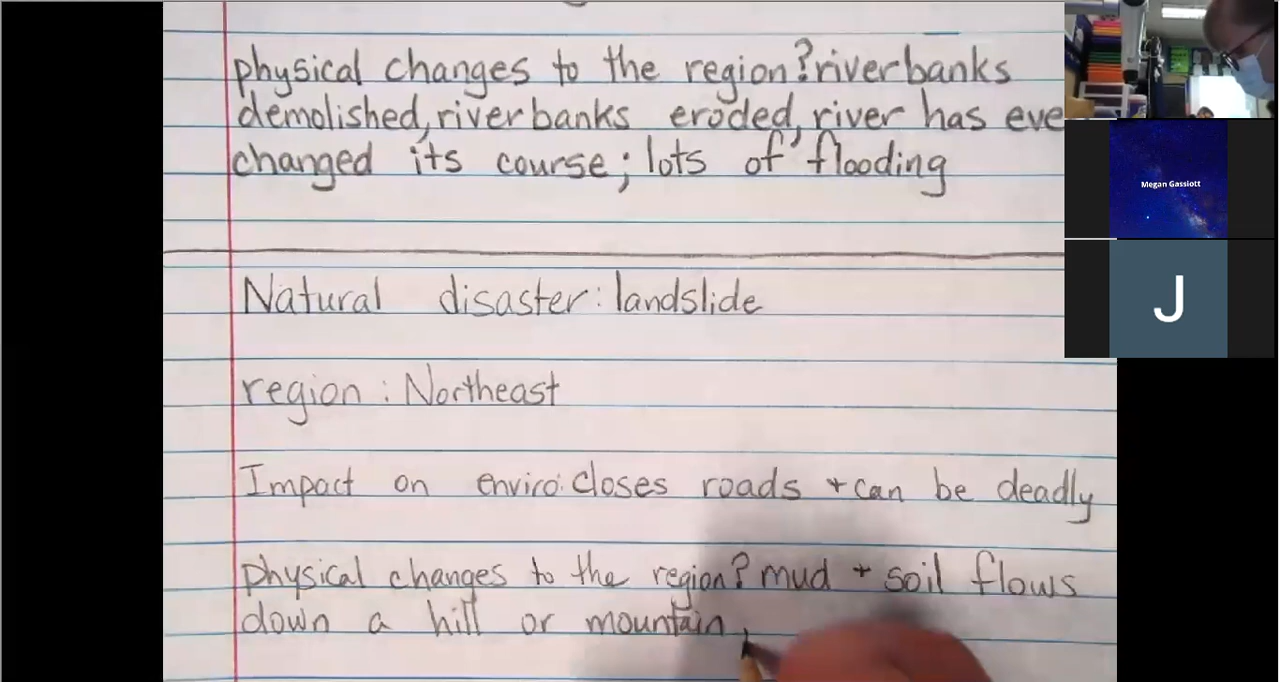 physical changes to the region? riverbanks
demolished, riverbanks eroded, river has eve
changed its course; lots of flooding
Natural disaster: landslide
region: Northeast
Impact on enviro: closes roads + can be deadly
physical changes to the region? mud + soil flows
down a hill or mountain,
Megan Gassiott
J